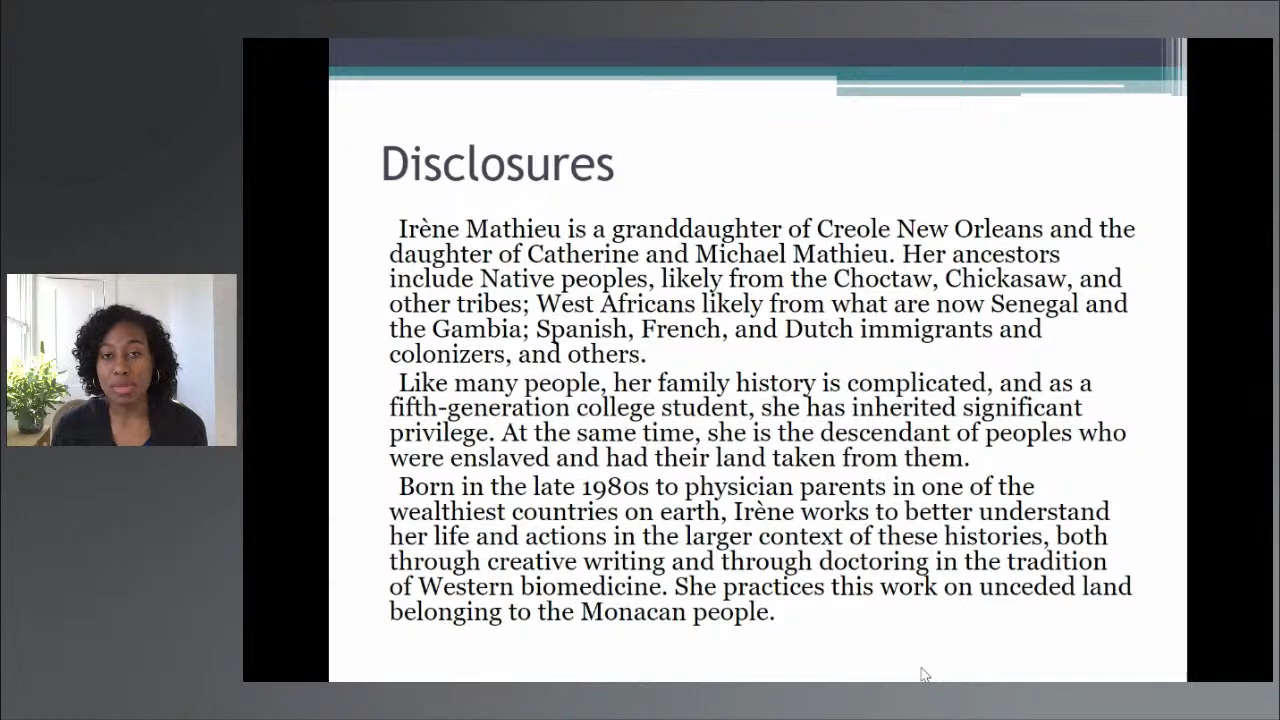 Disclosures
Irène Mathieu is a granddaughter of Creole New Orleans and the
daughter of Catherine and Michael Mathieu. Her ancestors
include Native peoples, likely from the Choctaw, Chickasaw, and
other tribes; West Africans likely from what are now Senegal and
the Gambia; Spanish, French, and Dutch immigrants and
colonizers, and others.
Like many people, her family history is complicated, and as a
fifth-generation college student, she has inherited significant
privilege. At the same time, she is the descendant of peoples who
were enslaved and had their land taken from them.
Born in the late 1980s to physician parents in one of the
wealthiest countries on earth, Irène works to better understand
her life and actions in the larger context of these histories, both
through creative writing and through doctoring in the tradition
of Western biomedicine. She practices this work on unceded land
belonging to the Monacan people.